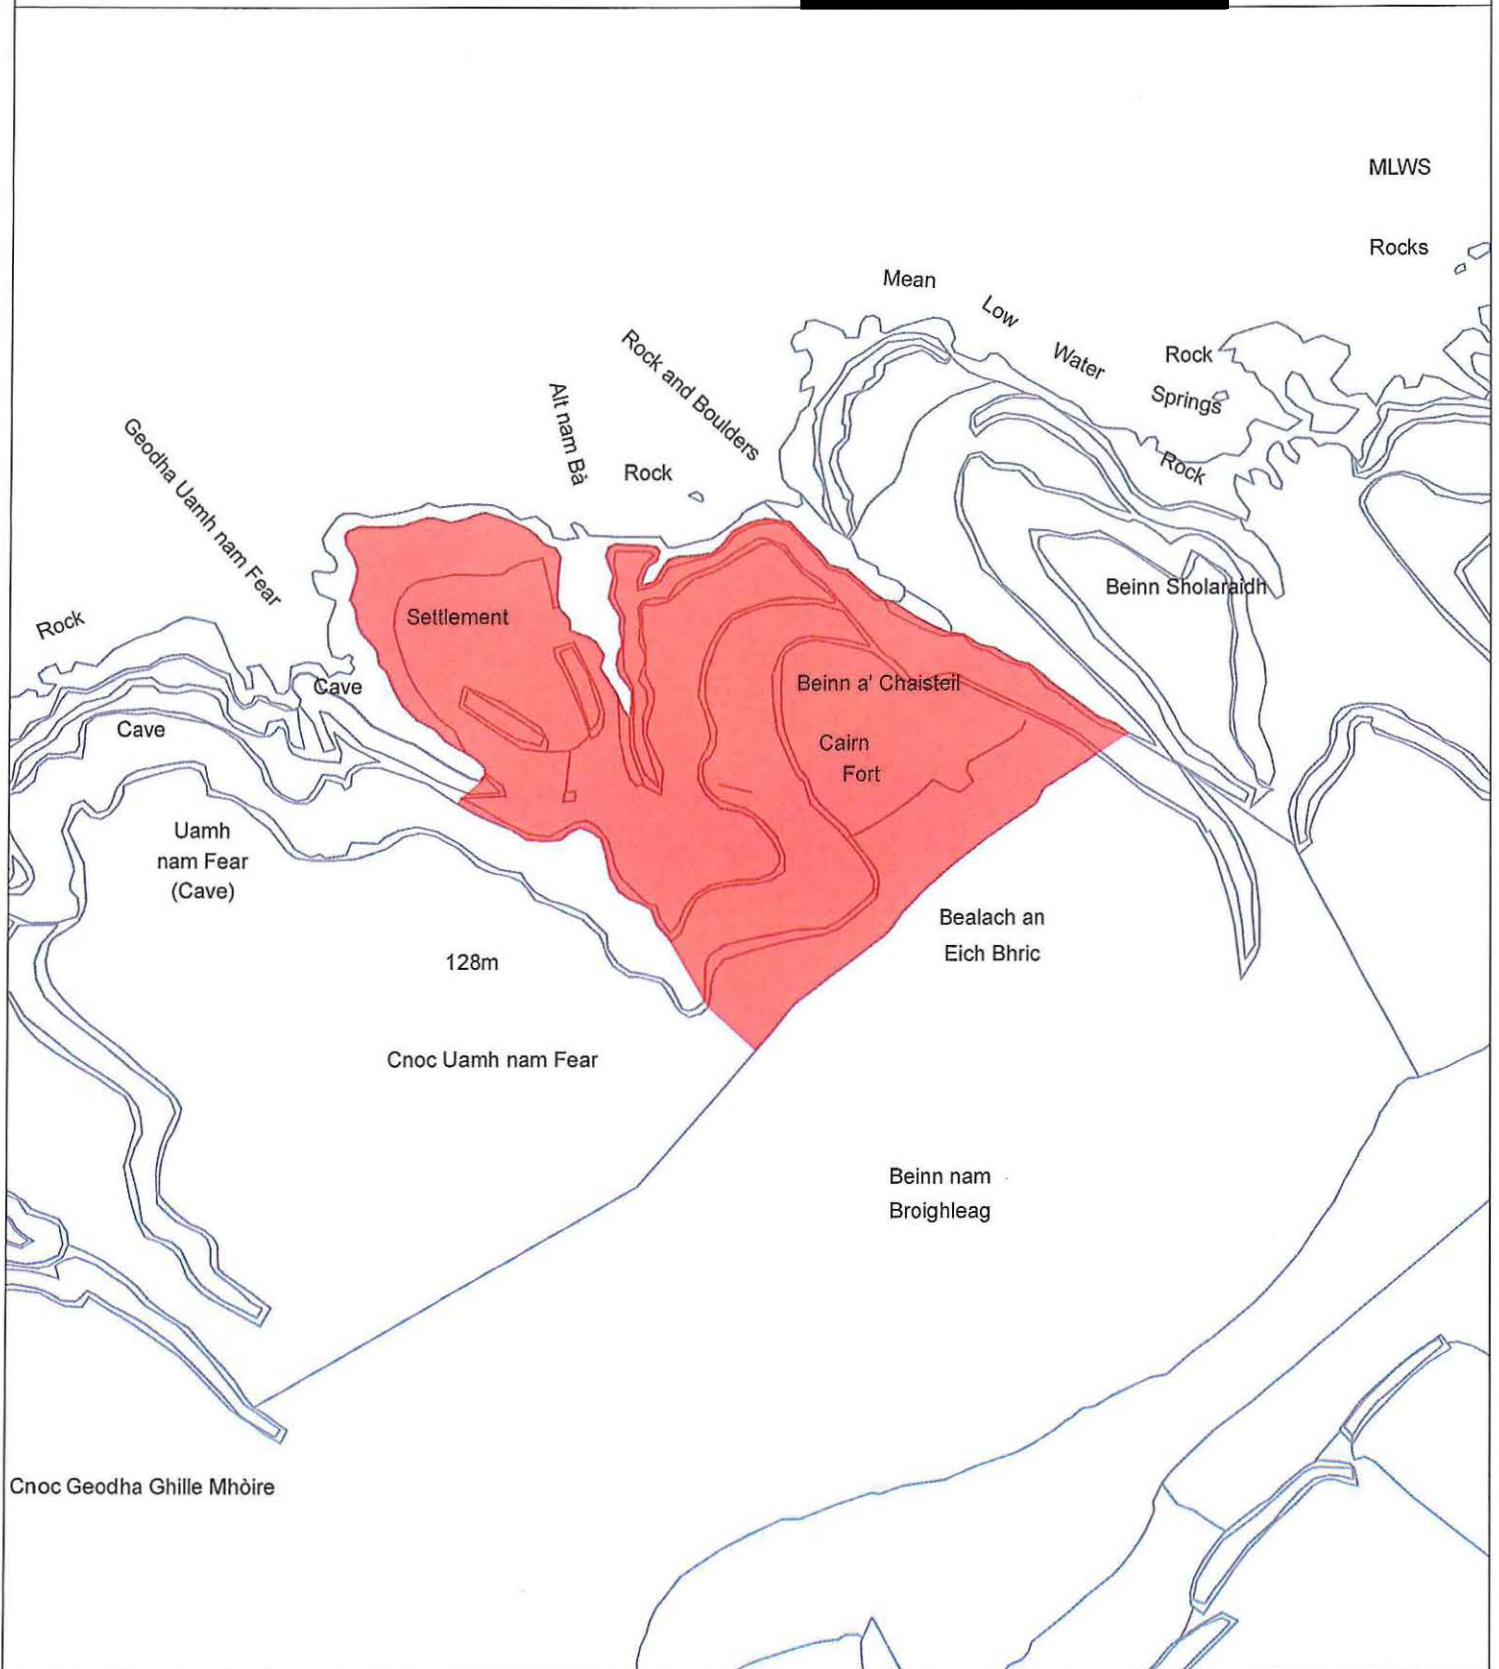 MLWS
Rocks
Mean
Low
Water
Springs
Rock
Rock
Rock and Boulders
Alt nam Bà
Rock
Geodha Uamh nam Fear
Rock
Settlement
Beinn Sholaraidh
Cave
Cave
Beinn a' Chaisteil
Cairn
Fort
Uamh
nam Fear
(Cave)
Bealach an
Eich Bhric
128m
Cnoc Uamh nam Fear
Beinn nam
Broighleag
Cnoc Geodha Ghille Mhòire